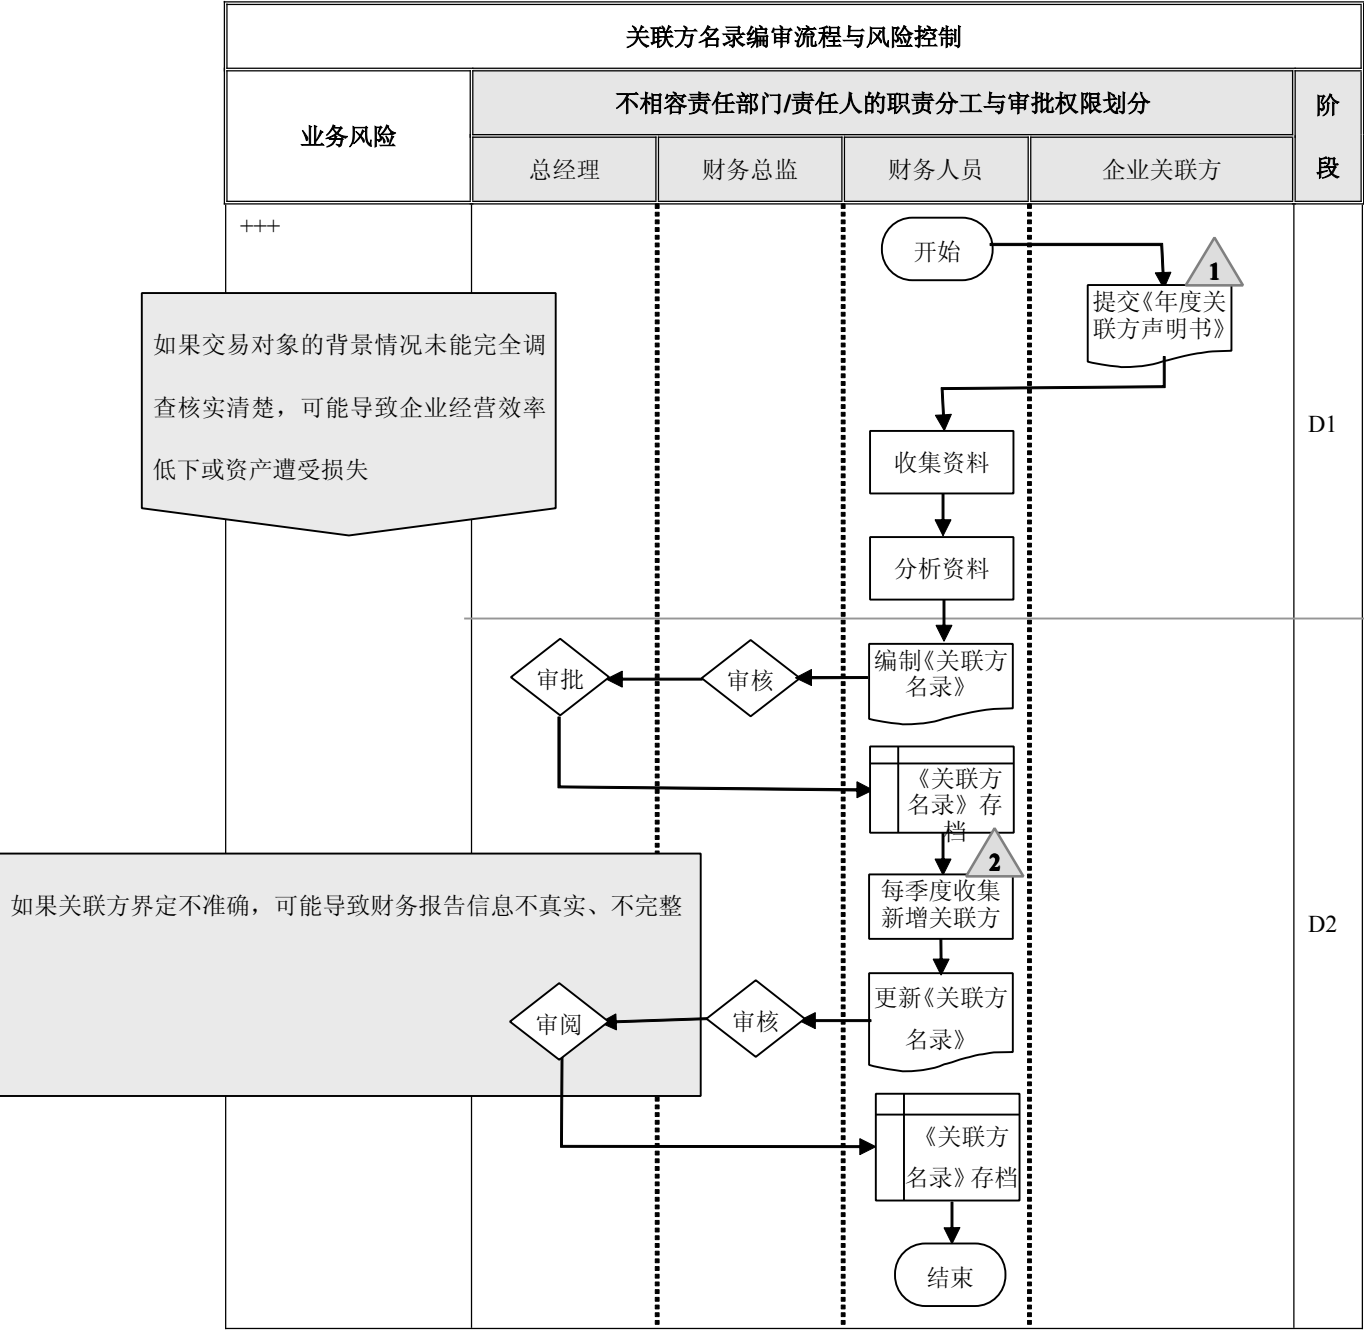 关联方名录编审流程与风险控制
业务风险
不相容责任部门/责任人的职责分工与审批权限划分
阶
段
总经理
财务总监
财务人员
企业关联方
+++
开始
1
提交《年度关
联方声明书》
如果交易对象的背景情况未能完全调
查核实清楚，可能导致企业经营效率
低下或资产遭受损失
收集资料
D1
分析资料
编制《关联方
名录》
审核
审批
《关联方
名录》存
档
2
每季度收集
新增关联方
如果关联方界定不准确，可能导致财务报告信息不真实、不完整
D2
更新《关联方
名录》
审核
审阅
《关联方
名录》存档
结束